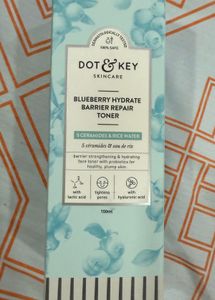 DERMATOLOGICALLY TESTED
100% SAFE
DOT & KEY
SKINCARE
BLUEBERRY HYDRATE
BARRIER REPAIR
TONER
5 CERAMIDES & RICE WATER
5 céramides & eau de riz
Barrier strengthening & hydrating
face toner with probiotics for
healthy, plump skin
with
lactic acid
tightens
pores
with
hyaluronic acid
150ml